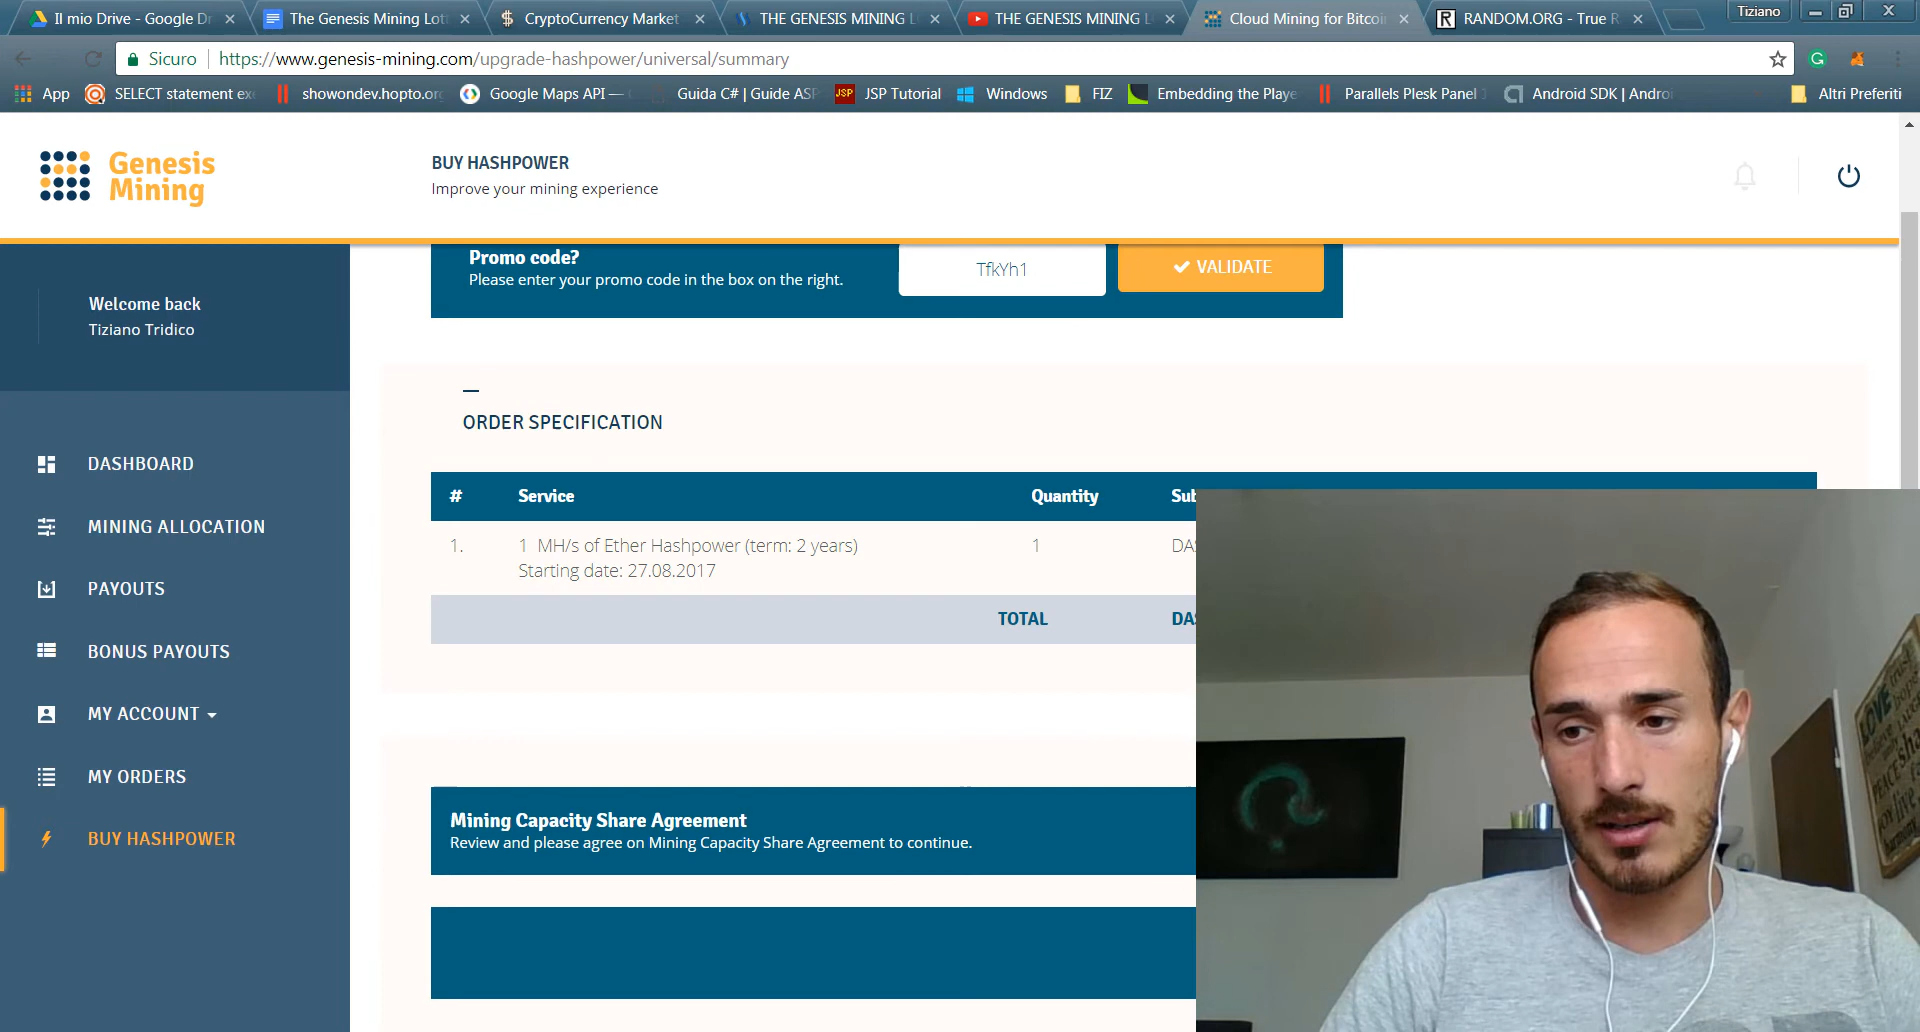 Il mio Drive - Google Dr
The Genesis Mining Lott
CryptoCurrency Market
THE GENESIS MINING L
THE GENESIS MINING L
Cloud Mining for Bitcoin
RANDOM.ORG - True R
Tiziano
Sicuro
https://www.genesis-mining.com/upgrade-hashpower/universal/summary
App
SELECT statement exe
showondev.hopto.org
Google Maps API —
Guida C# | Guide ASP
JSP Tutorial
Windows
FIZ
Embedding the Playe
Parallels Plesk Panel
Android SDK | Andro
Altri Preferiti
Genesis
Mining
BUY HASHPOWER
Improve your mining experience
Promo code?
Please enter your promo code in the box on the right.
TfkYh1
VALIDATE
Welcome back
Tiziano Tridico
DASHBOARD
MINING ALLOCATION
PAYOUTS
BONUS PAYOUTS
MY ACCOUNT
MY ORDERS
BUY HASHPOWER
ORDER SPECIFICATION
# Service Quantity Sub
1. 1 MH/s of Ether Hashpower (term: 2 years) 1 DAS
Starting date: 27.08.2017
TOTAL DAS
Mining Capacity Share Agreement
Review and please agree on Mining Capacity Share Agreement to continue.